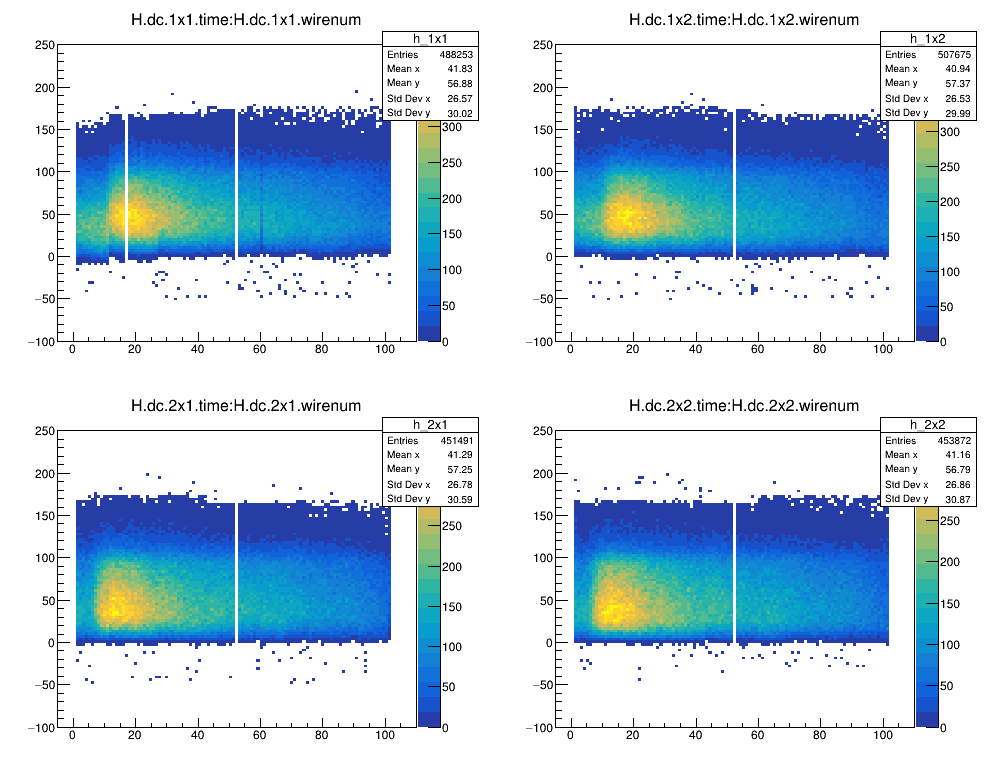 H.dc.1x1.time:H.dc.1x1.wirenum
h_1x1
Entries 488253
Mean x 41.83
Mean y 56.88
Std Dev x 26.57
Std Dev y 30.02
250
200
150
100
50
0
−50
−100
0 20 40 60 80 100
300
250
200
150
100
50
0
H.dc.1x2.time:H.dc.1x2.wirenum
h_1x2
Entries 507675
Mean x 40.94
Mean y 57.37
Std Dev x 26.53
Std Dev y 29.99
250
200
150
100
50
0
−50
−100
0 20 40 60 80 100
300
250
200
150
100
50
0
H.dc.2x1.time:H.dc.2x1.wirenum
h_2x1
Entries 451491
Mean x 41.29
Mean y 57.25
Std Dev x 26.78
Std Dev y 30.59
250
200
150
100
50
0
−50
−100
0 20 40 60 80 100
250
200
150
100
50
0
H.dc.2x2.time:H.dc.2x2.wirenum
h_2x2
Entries 453872
Mean x 41.16
Mean y 56.79
Std Dev x 26.86
Std Dev y 30.87
250
200
150
100
50
0
−50
−100
0 20 40 60 80 100
250
200
150
100
50
0